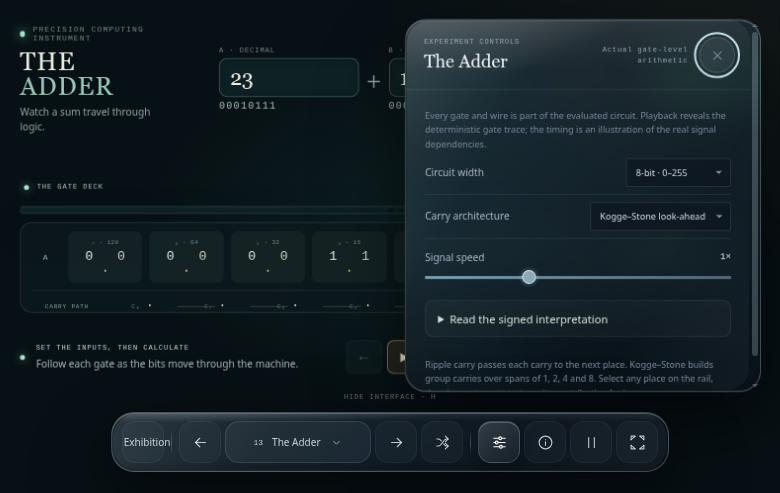 PRECISION COMPUTING
INSTRUMENT
THE
ADDER
Watch a sum travel through
logic.
A · DECIMAL
23
00010111
+
B ·
1
00
THE GATE DECK
A
0 0
0 0
0 0
1 1
CARRY PATH
SET THE INPUTS, THEN CALCULATE
Follow each gate as the bits move through the machine.
EXPERIMENT CONTROLS
The Adder
Actual gate-level
arithmetic
Every gate and wire is part of the evaluated circuit. Playback reveals the
deterministic gate trace; the timing is an illustration of the real signal
dependencies.
Circuit width
8-bit · 0–255
Carry architecture
Kogge–Stone look-ahead
Signal speed
1×
Read the signed interpretation
Ripple carry passes each carry to the next place. Kogge–Stone builds
group carries over spans of 1, 2, 4 and 8. Select any place on the rail,
HIDE INTERFACE · H
Exhibition
13 The Adder